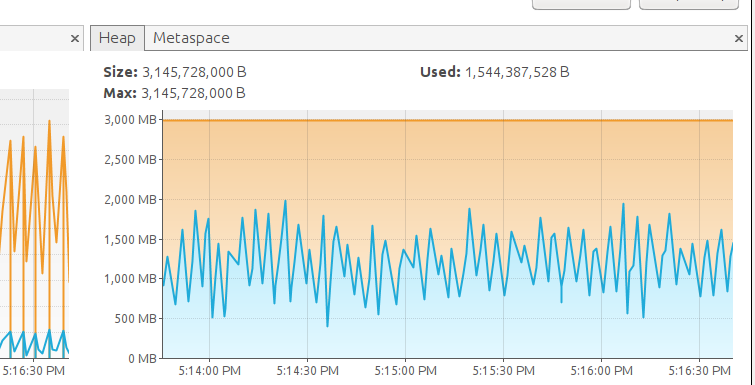 Heap Metaspace
Size: 3,145,728,000 B Used: 1,544,387,528 B
Max: 3,145,728,000 B
3,000 MB
2,500 MB
2,000 MB
1,500 MB
1,000 MB
500 MB
0 MB
5:16:30 PM 5:14:00 PM 5:14:30 PM 5:15:00 PM 5:15:30 PM 5:16:00 PM 5:16:30 PM